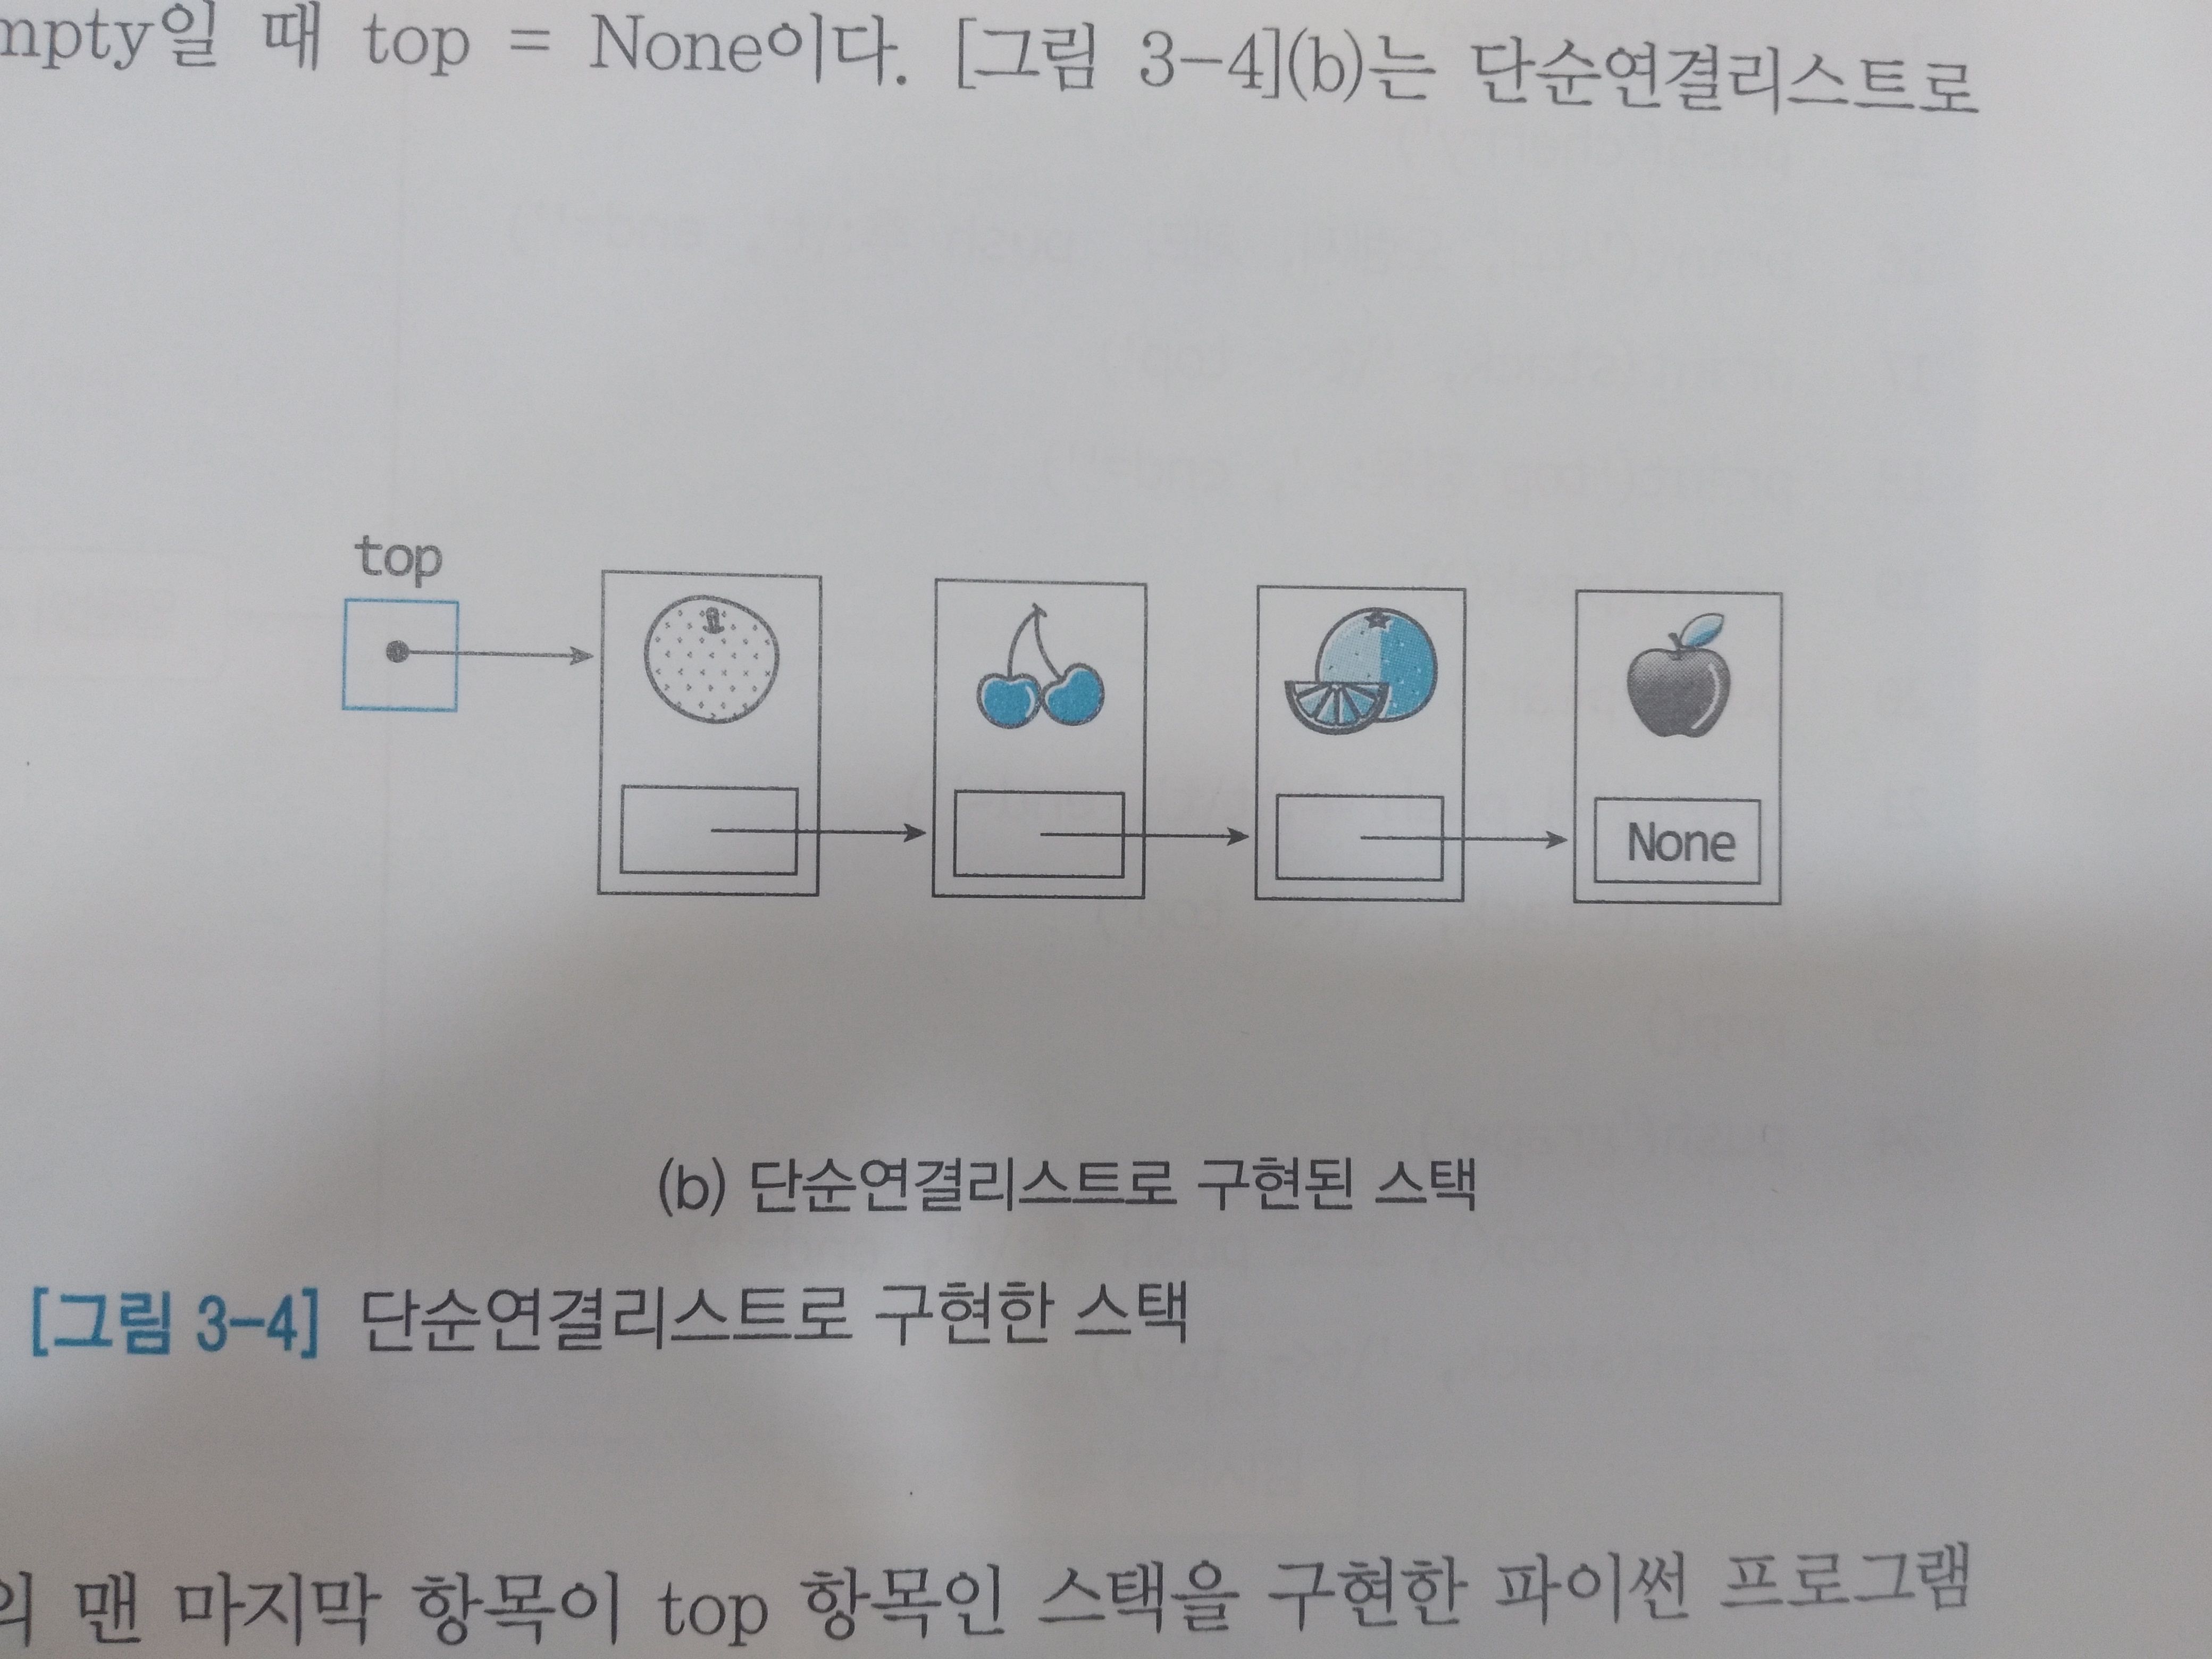 mpty일 때 top = None이다. [그림 3-4](b)는 단순연결리스트로
top
None
(b) 단순연결리스트로 구현된 스택
[그림 3-4] 단순연결리스트로 구현한 스택
의 맨 마지막 항목이 top 항목인 스택을 구현한 파이썬 프로그램